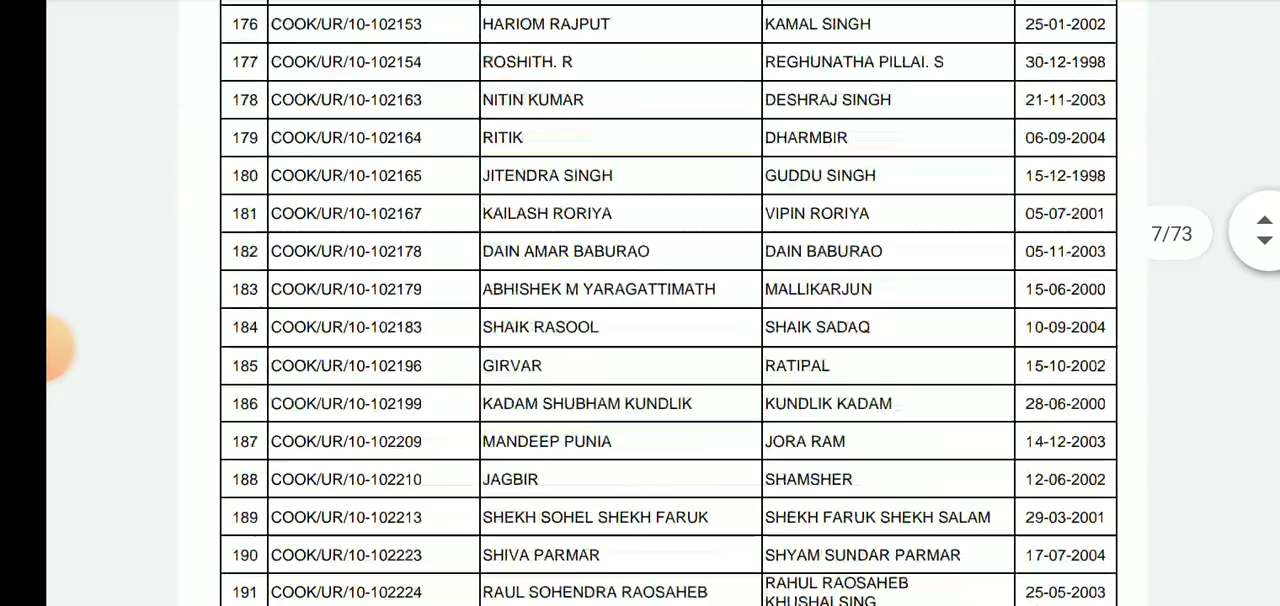 176 COOK/UR/10-102153 HARIOM RAJPUT KAMAL SINGH 25-01-2002
177 COOK/UR/10-102154 ROSHITH. R REGHUNATHA PILLAI. S 30-12-1998
178 COOK/UR/10-102163 NITIN KUMAR DESHRAJ SINGH 21-11-2003
179 COOK/UR/10-102164 RITIK DHARMBIR 06-09-2004
180 COOK/UR/10-102165 JITENDRA SINGH GUDDU SINGH 15-12-1998
181 COOK/UR/10-102167 KAILASH RORIYA VIPIN RORIYA 05-07-2001
7/73
182 COOK/UR/10-102178 DAIN AMAR BABURAO DAIN BABURAO 05-11-2003
183 COOK/UR/10-102179 ABHISHEK M YARAGATTIMATH MALLIKARJUN 15-06-2000
184 COOK/UR/10-102183 SHAIK RASOOL SHAIK SADAQ 10-09-2004
185 COOK/UR/10-102196 GIRVAR RATIPAL 15-10-2002
186 COOK/UR/10-102199 KADAM SHUBHAM KUNDLIK KUNDLIK KADAM 28-06-2000
187 COOK/UR/10-102209 MANDEEP PUNIA JORA RAM 14-12-2003
188 COOK/UR/10-102210 JAGBIR SHAMSHER 12-06-2002
189 COOK/UR/10-102213 SHEKH SOHEL SHEKH FARUK SHEKH FARUK SHEKH SALAM 29-03-2001
190 COOK/UR/10-102223 SHIVA PARMAR SHYAM SUNDAR PARMAR 17-07-2004
191 COOK/UR/10-102224 RAUL SOHENDRA RAOSAHEB RAHUL RAOSAHEB 25-05-2003
KHUSHALSING